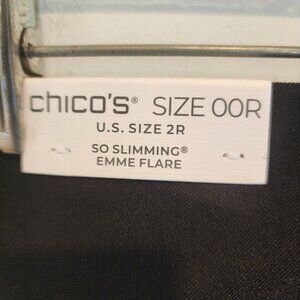 chico's® SIZE 00R
U.S. SIZE 2R
SO SLIMMING®
EMME FLARE